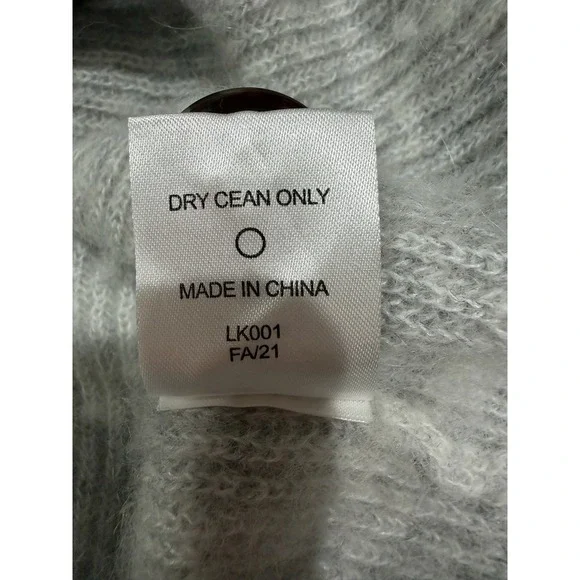 DRY CEAN ONLY
MADE IN CHINA
LK001
FA/21